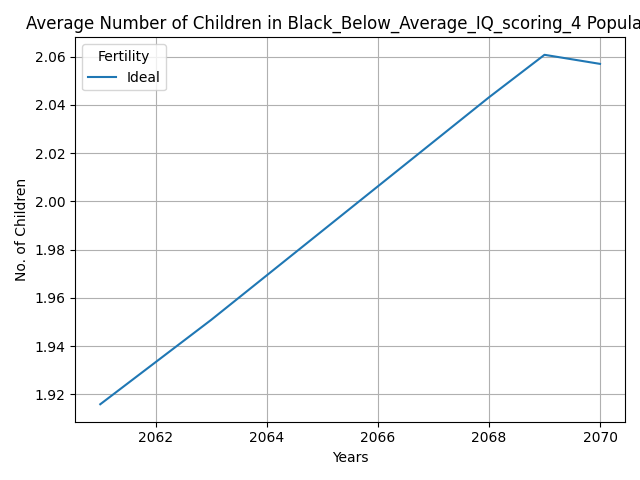 Average Number of Children in Black_Below_Average_IQ_scoring_4 Popula
Fertility
Ideal
2.06
2.04
2.02
2.00
1.98
1.96
1.94
1.92
No. of Children
2062 2064 2066 2068 2070
Years